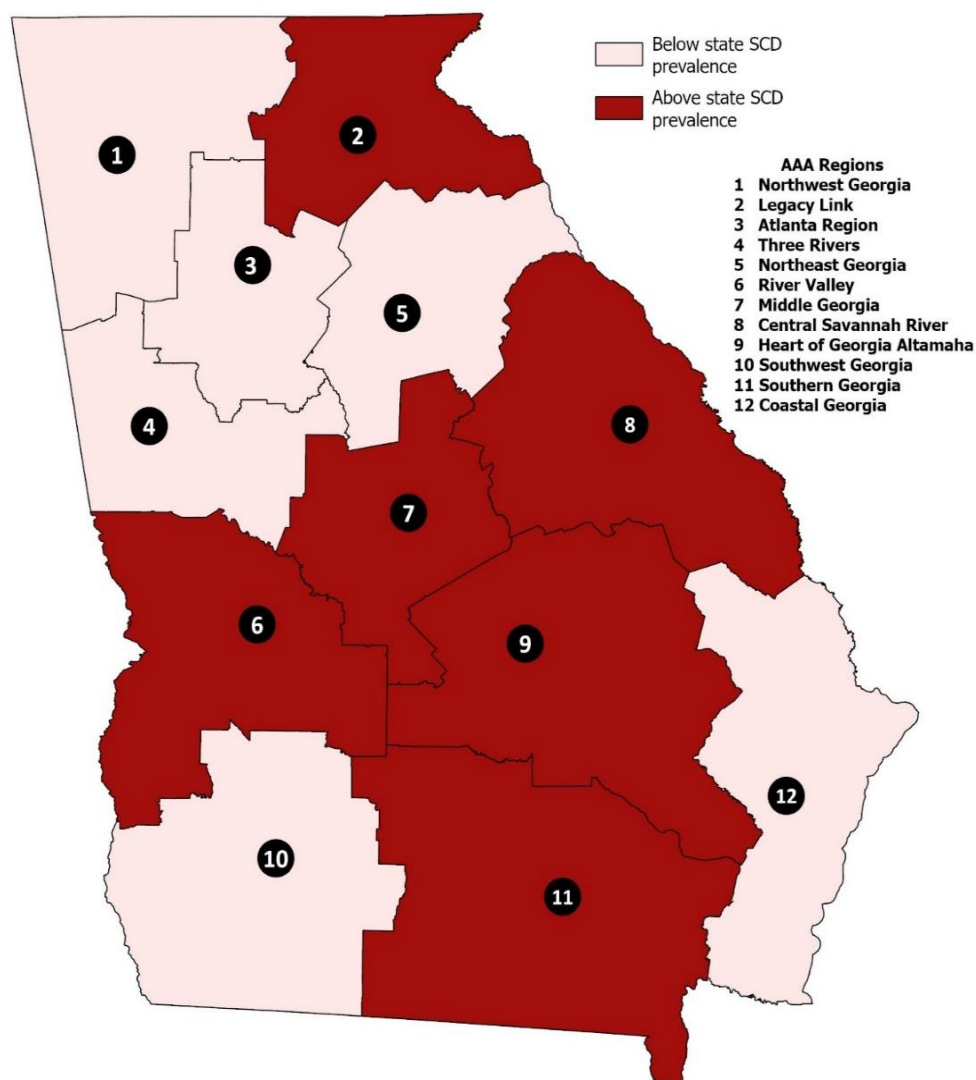 Below state SCD
prevalence
Above state SCD
prevalence
AAA Regions
1 Northwest Georgia
2 Legacy Link
3 Atlanta Region
4 Three Rivers
5 Northeast Georgia
6 River Valley
7 Middle Georgia
8 Central Savannah River
9 Heart of Georgia Altamaha
10 Southwest Georgia
11 Southern Georgia
12 Coastal Georgia
1
2
3
5
4
8
7
6
9
12
10
11